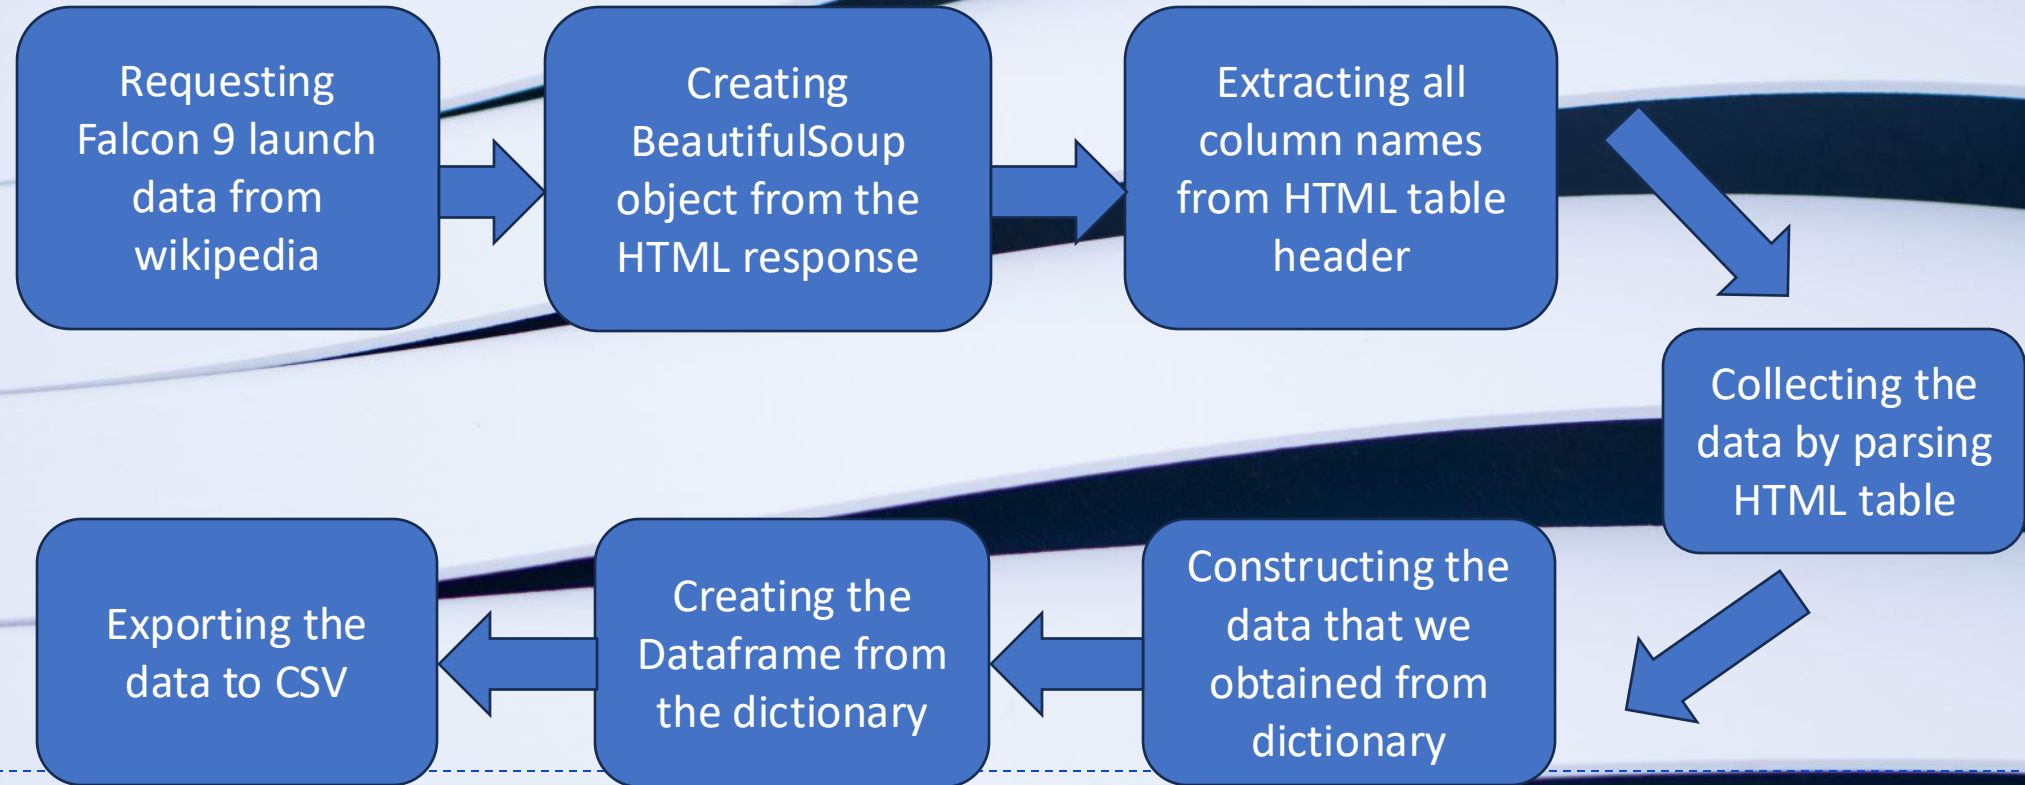 Requesting
Falcon 9 launch
data from
wikipedia
Creating
BeautifulSoup
object from the
HTML response
Extracting all
column names
from HTML table
header
Collecting the
data by parsing
HTML table
Constructing the
data that we
obtained from
dictionary
Creating the
Dataframe from
the dictionary
Exporting the
data to CSV